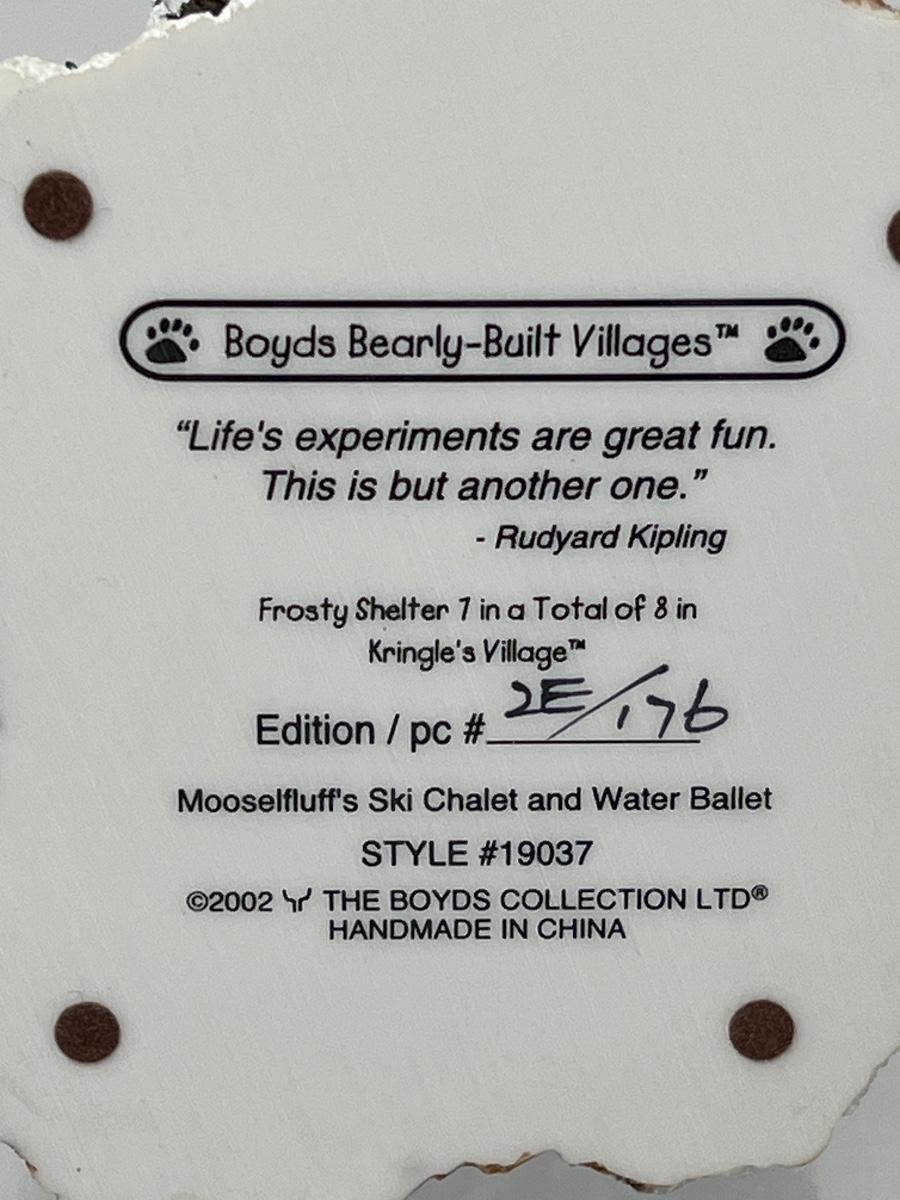 Boyds Bearly-Built Villages™
“Life's experiments are great fun.
This is but another one.”
- Rudyard Kipling
Frosty Shelter 7 in a Total of 8 in
Kringle's Village™
Edition / pc # 2E/176
Mooselfluff's Ski Chalet and Water Ballet
STYLE #19037
©2002 THE BOYDS COLLECTION LTD®
HANDMADE IN CHINA